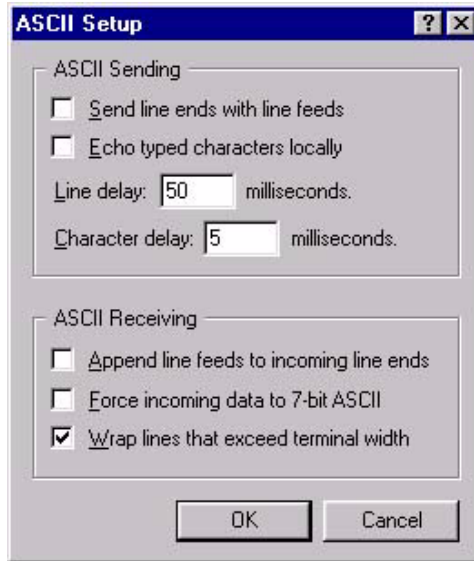 ASCII Setup
ASCII Sending
Send line ends with line feeds
Echo typed characters locally
Line delay: 50 milliseconds.
Character delay: 5 milliseconds.
ASCII Receiving
Append line feeds to incoming line ends
Force incoming data to 7-bit ASCII
Wrap lines that exceed terminal width
OK Cancel